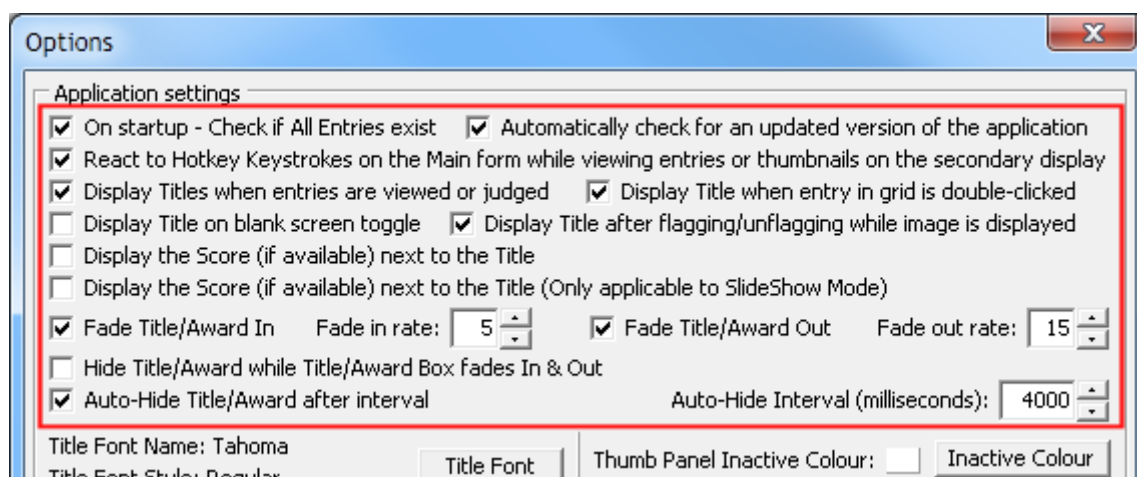 Options
Application settings
On startup - Check if All Entries exist Automatically check for an updated version of the application
React to Hotkey Keystrokes on the Main form while viewing entries or thumbnails on the secondary display
Display Titles when entries are viewed or judged Display Title when entry in grid is double-clicked
Display Title on blank screen toggle Display Title after flagging/unflagging while image is displayed
Display the Score (if available) next to the Title
Display the Score (if available) next to the Title (Only applicable to SlideShow Mode)
Fade Title/Award In Fade in rate: 5 Fade Title/Award Out Fade out rate: 15
Hide Title/Award while Title/Award Box fades In & Out
Auto-Hide Title/Award after interval Auto-Hide Interval (milliseconds): 4000
Title Font Name: Tahoma
Title Font Style: Regular Title Font Thumb Panel Inactive Colour: Inactive Colour